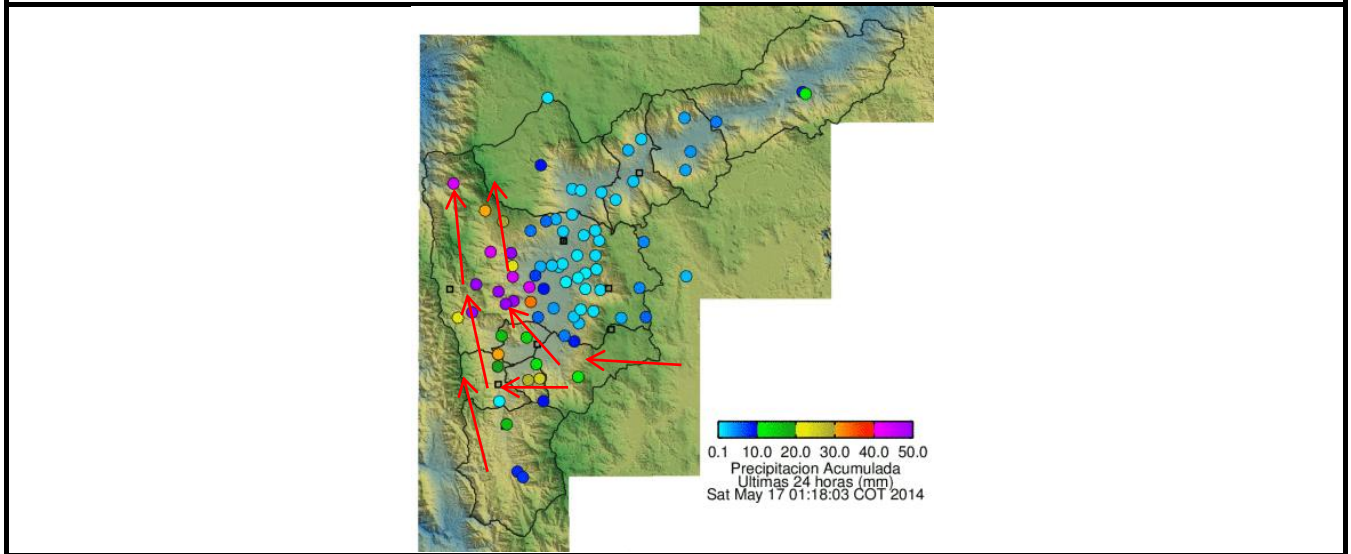 0.1 10.0 20.0 30.0 40.0 50.0
Precipitacion Acumulada
Ultimas 24 horas (mm)
Sat May 17 01:18:03 COT 2014